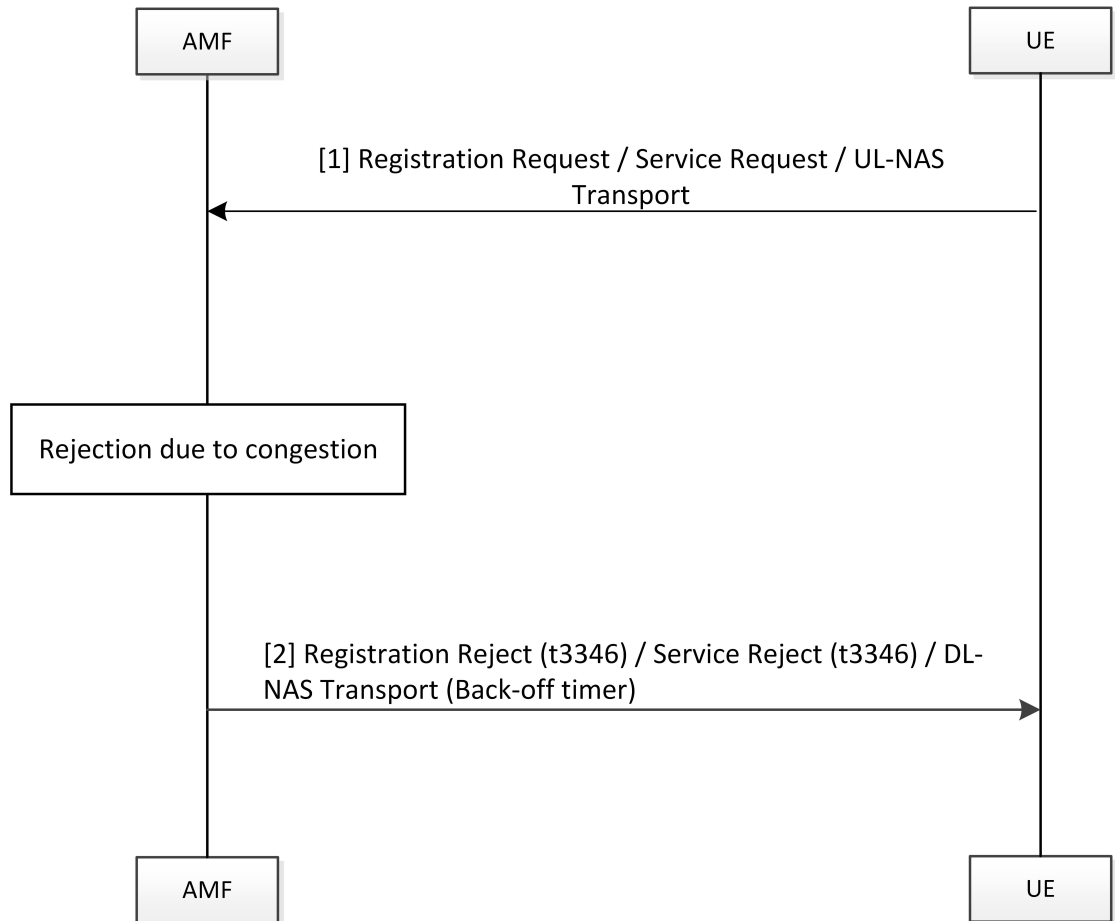 AMF
UE
[1] Registration Request / Service Request / UL-NAS
Transport
Rejection due to congestion
[2] Registration Reject (t3346) / Service Reject (t3346) / DL-
NAS Transport (Back-off timer)
AMF
UE